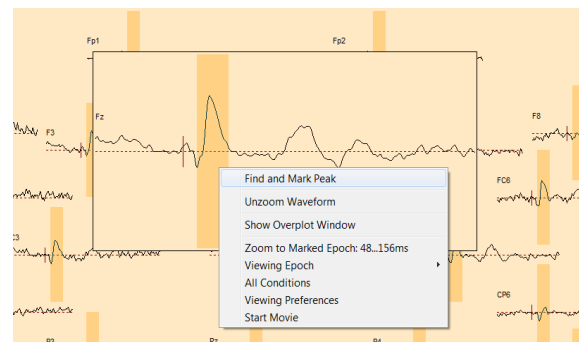 Fp1
Fp2
Fz
F3
F8
Find and Mark Peak
Unzoom Waveform
FC6
Show Overplot Window
C3
Zoom to Marked Epoch: 48...156ms
Viewing Epoch
All Conditions
Viewing Preferences
CP6
Start Movie
P3
Pz
P4